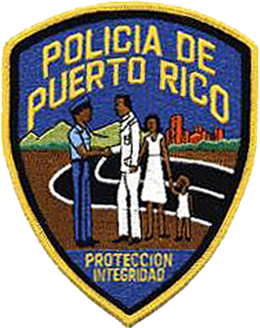 POLICIA DE
PUERTO RICO
PROTECCION
INTEGRIDAD